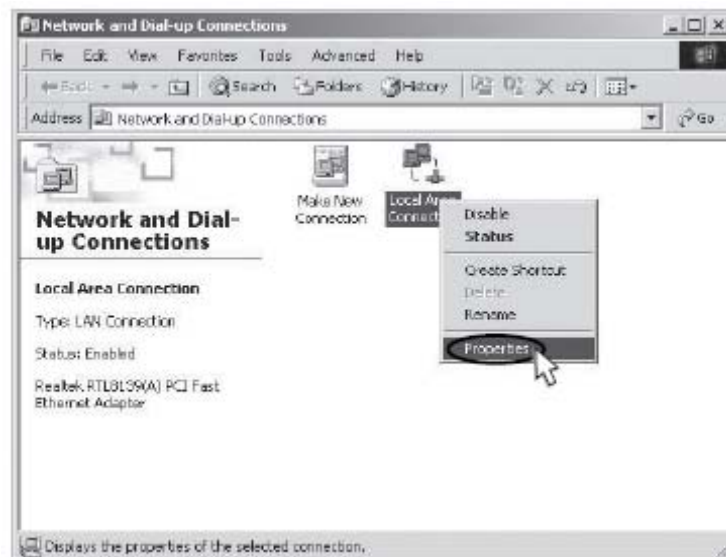 Network and Dial-up Connections
File Edit View Favorites Tools Advanced Help
Back Search Folders History
Address Network and Dial-up Connections Go
Network and Dial-
up Connections
Local Area Connection
Type: LAN Connection
Status: Enabled
Realtek RTL8139(A) PCI Fast
Ethernet Adapter
Make New
Connection
Local Area
Disable
Status
Create Shortcut
Delete
Rename
Properties
Displays the properties of the selected connection.